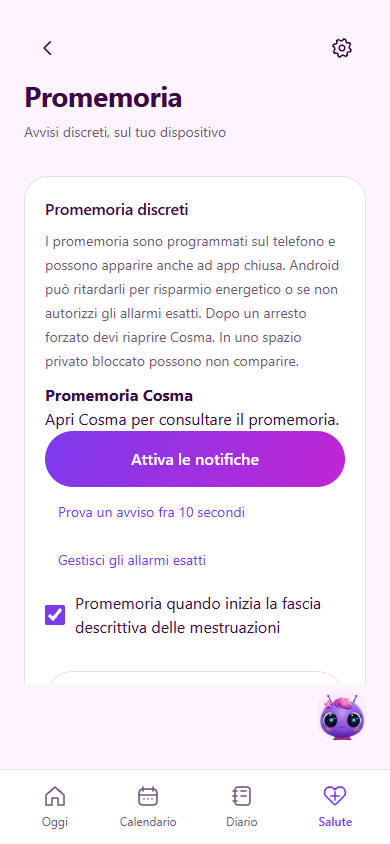 Promemoria
Avvisi discreti, sul tuo dispositivo
Promemoria discreti
I promemoria sono programmati sul telefono e
possono apparire anche ad app chiusa. Android
può ritardarli per risparmio energetico o se non
autorizzi gli allarmi esatti. Dopo un arresto
forzato devi riaprire Cosma. In uno spazio
privato bloccato possono non comparire.
Promemoria Cosma
Apri Cosma per consultare il promemoria.
Attiva le notifiche
Prova un avviso fra 10 secondi
Gestisci gli allarmi esatti
Promemoria quando inizia la fascia
descrittiva delle mestruazioni
Oggi
Calendario
Diario
Salute